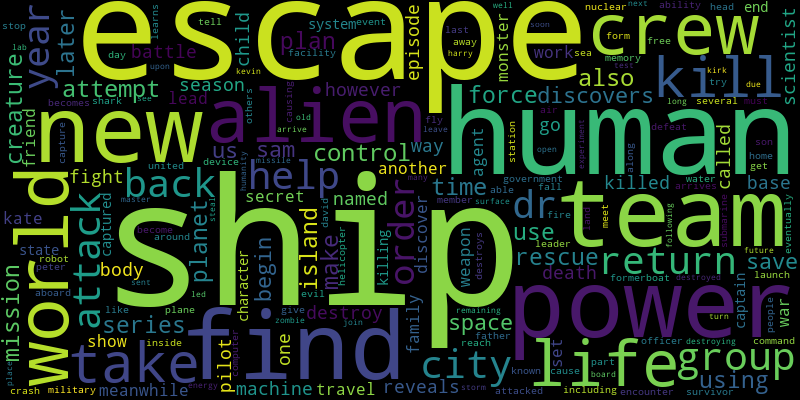 escape
crew
year
later
battle
plan
tell
system
event
child
season
episode
monster
last
away
harry
work
sea
form
memory
well
soon
nuclear
ability
free
try
kirk
long
several
head
next
end
scientist
stop
learns
lab
day
upon
kevin
facility
see
others
causing
becomes
shark
creature
friend
attempt
new
alien
however
lead
force
discovers
kill
also
human
capture
us
sam
control
way
agent
station
go
air
open
experiment
along
test
due
must
defeat
son
home
get
fight
back
help
another
time
dr
team
killed
called
base
water
government
able
fall
fire
surface
member
meet
leader
world
kate
state
peter
robot
aboard
attack
captured
body
planet
secret
named
begin
island
make
david
helicopter
killing
order
discover
weapon
destroys
use
rescue
death
return
save
arrives
eventually
submarine
following
land
ship
mission
like
plane
series
show
inside
pilot
take
find
character
evil
zombie
destroy
join
family
space
reach
father
power
life
group
city
set
officer
known
cause
part
board
using
captain
people
war
launch
future
destroyed
turn
command
destroying
survivor
encounter
including
attacked
storm
reveals
travel
machine
energy
computer
meanwhile
military
crash
place
one
give
led
sent
around
become
master
united
device
humanity
steal
old
arrive
fly
leave
missile
many
remaining
formerboat